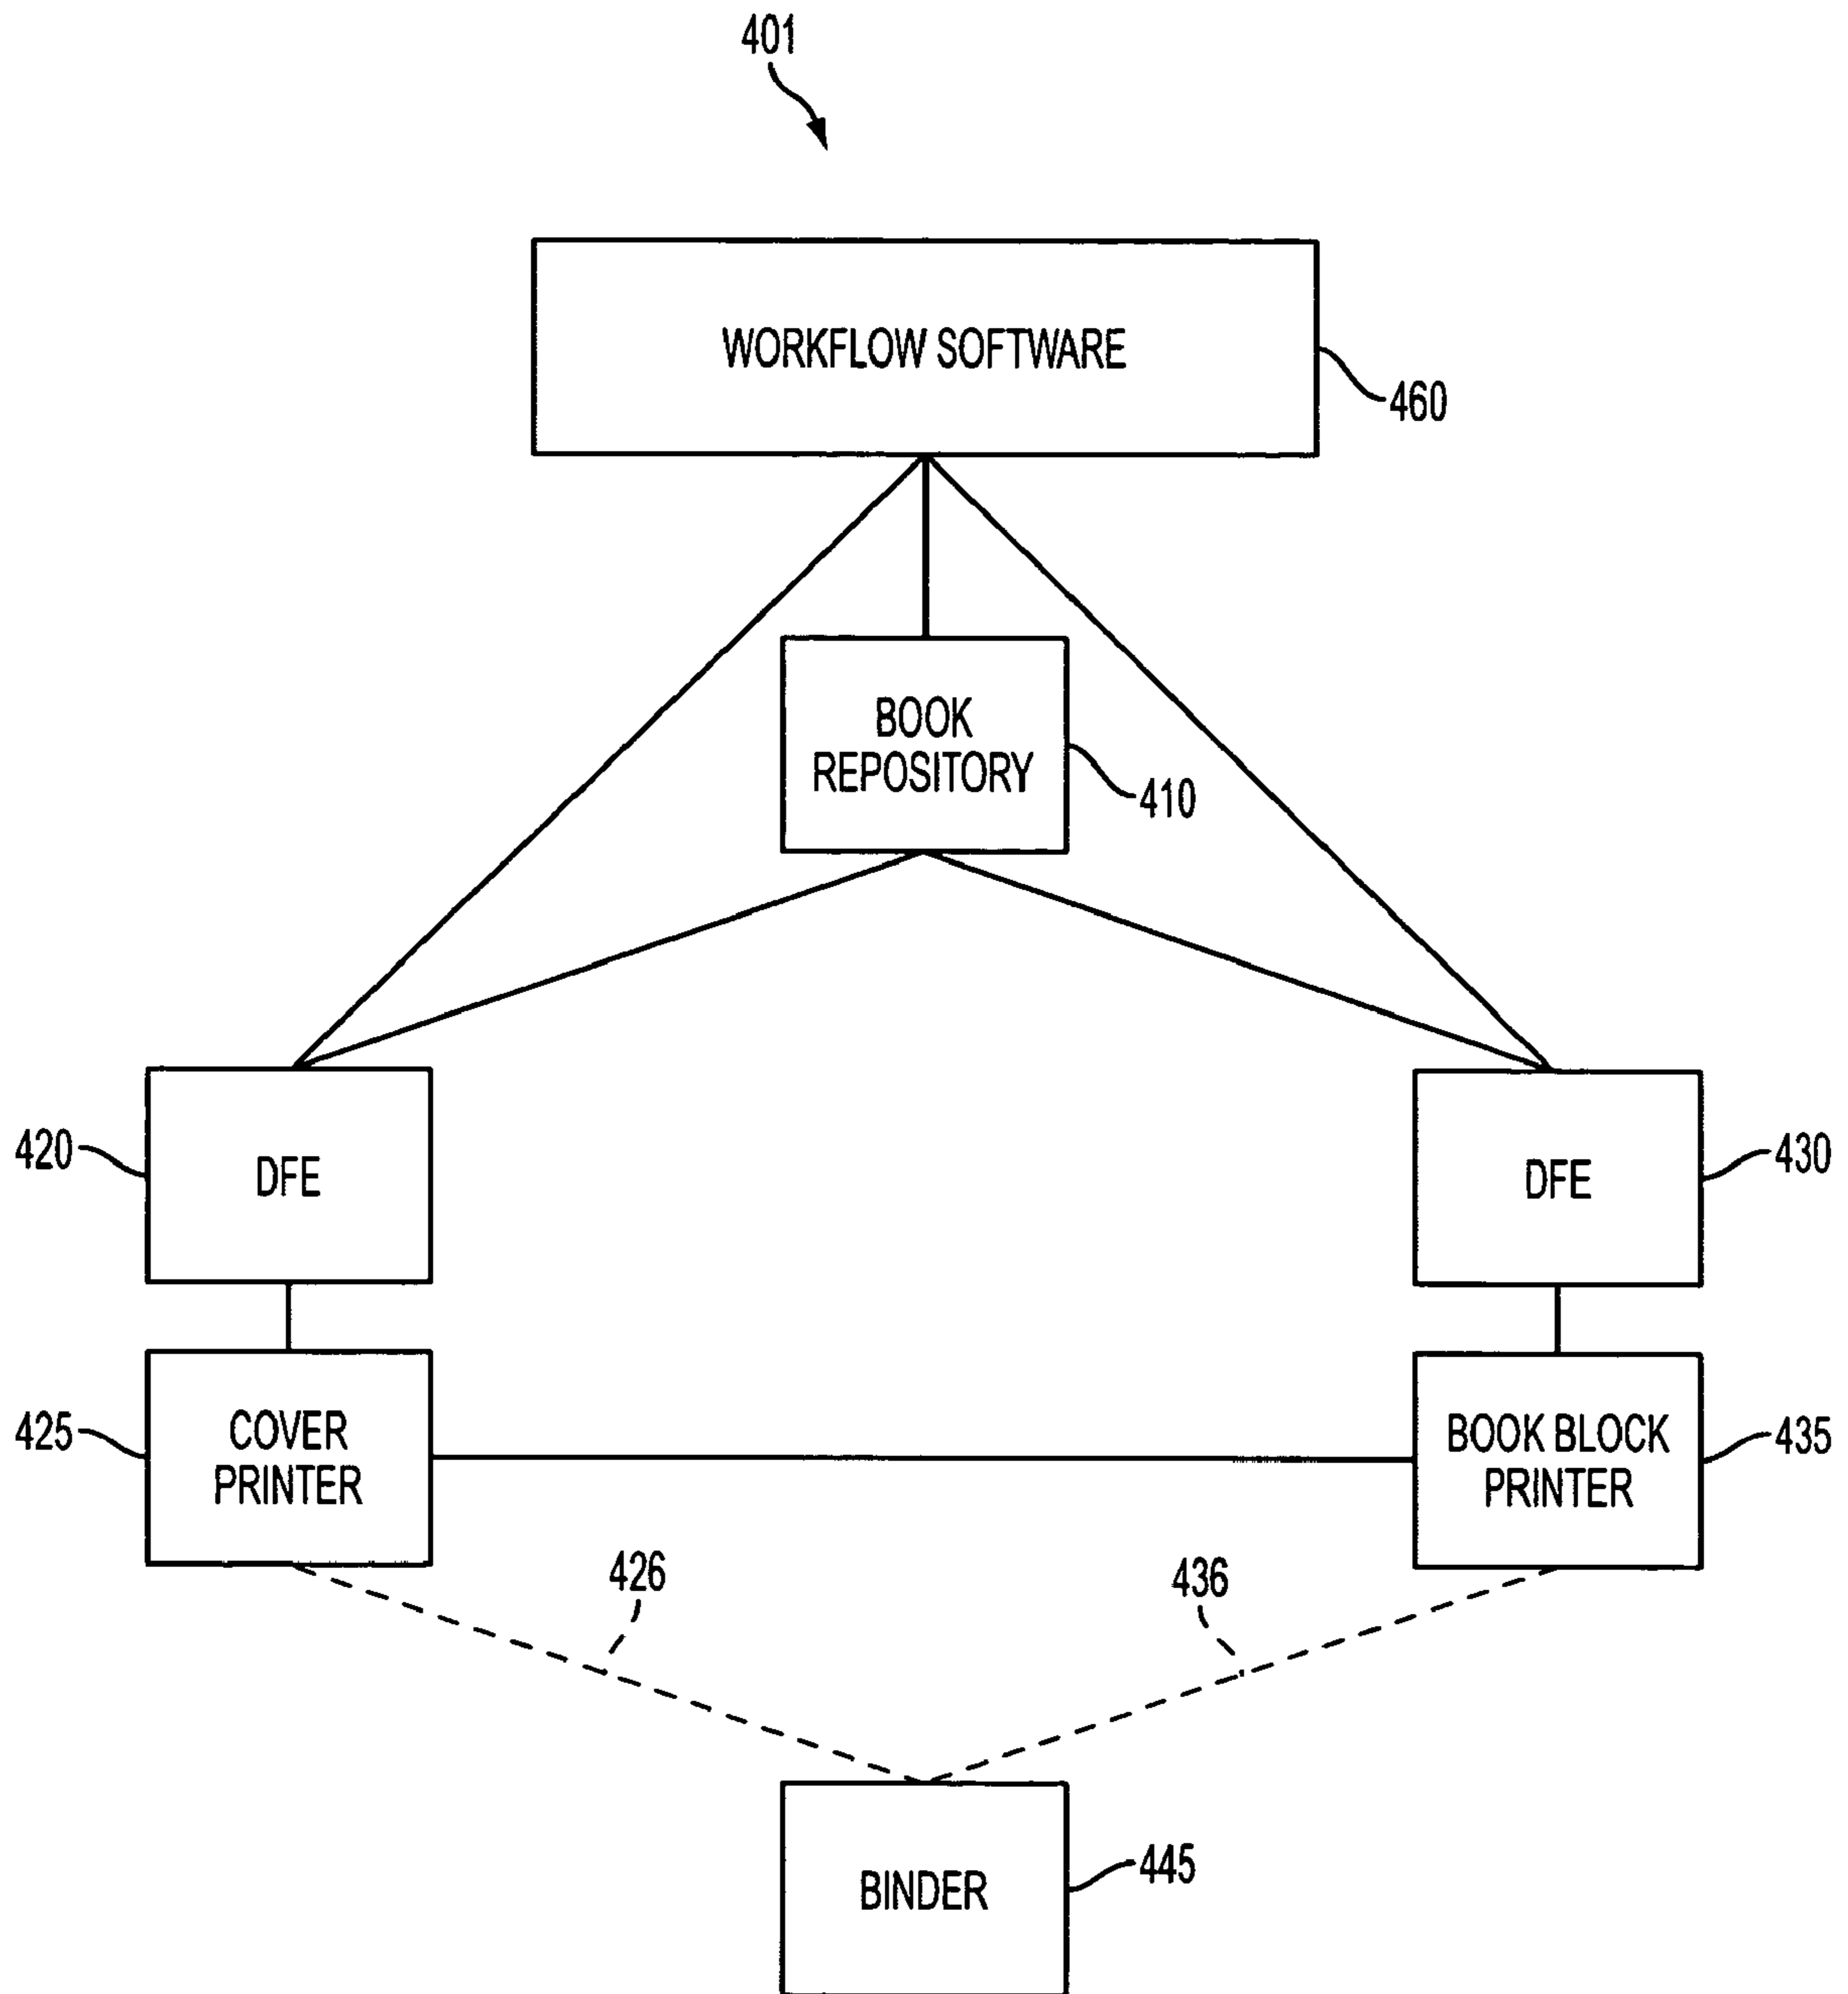 401
WORKFLOW SOFTWARE
460
BOOK
REPOSITORY
410
420
DFE
DFE
430
425
COVER
PRINTER
BOOK BLOCK
PRINTER
435
426
436
BINDER
445